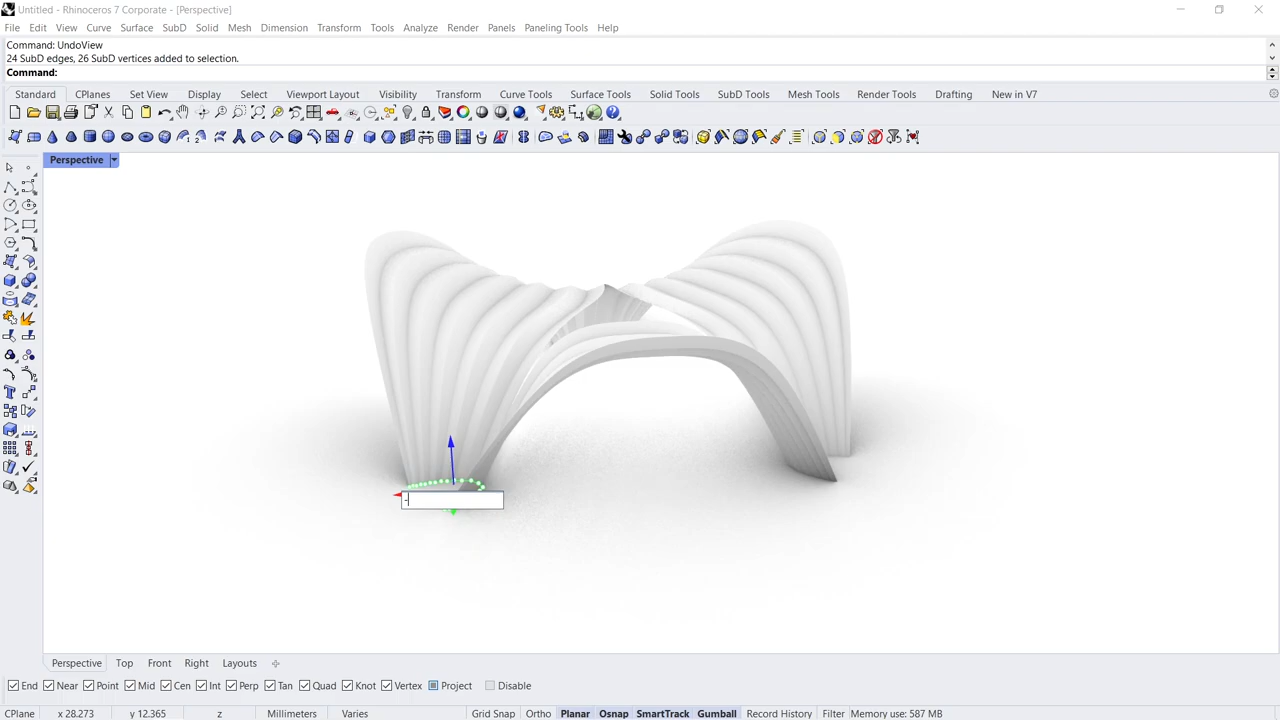 Untitled - Rhinoceros 7 Corporate - [Perspective]
File Edit View Curve Surface SubD Solid Mesh Dimension Transform Tools Analyze Render Panels Paneling Tools Help
Command: UndoView
24 SubD edges, 26 SubD vertices added to selection.
Command:
Standard CPlanes Set View Display Select Viewport Layout Visibility Transform Curve Tools Surface Tools Solid Tools SubD Tools Mesh Tools Render Tools Drafting New in V7
Perspective
-
Perspective Top Front Right Layouts
End Near Point Mid Cen Int Perp Tan Quad Knot Vertex Project Disable
CPlane x 28.273 y 12.365 z Millimeters Varies Grid Snap Ortho Planar Osnap SmartTrack Gumball Record History Filter Memory use: 587 MB